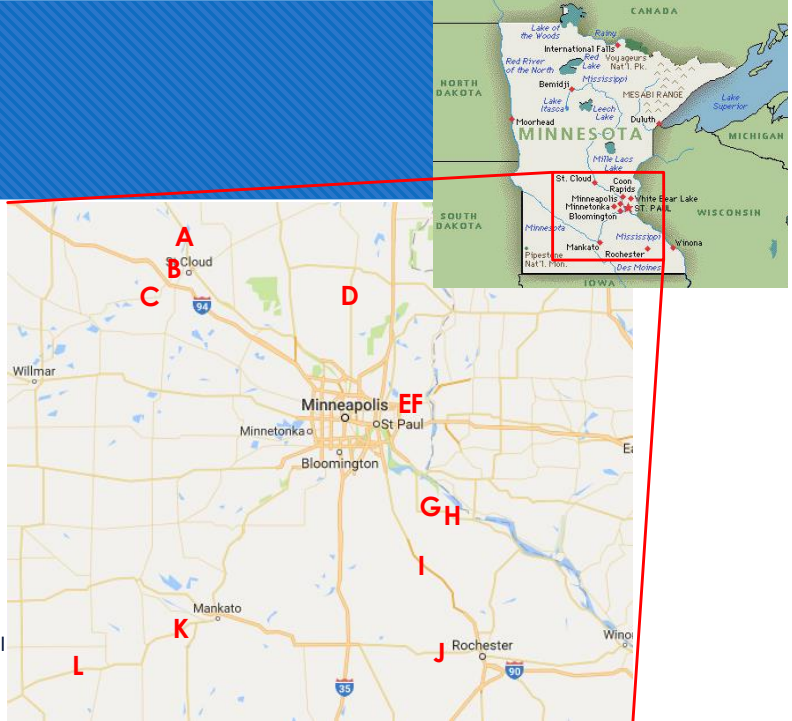 CANADA
Lake of
the Woods
Rainy
International Falls
Voyageurs
Nat'l. Pk.
Red River
of the North
Red
Lake
Mississippi
NORTH
DAKOTA
Bemidji
MESABI RANGE
Lake
Itasca
Leech
Lake
Lake
Superior
Moorhead
Duluth
MINNESOTA
MICHIGAN
Mille Lacs
Lake
St. Cloud
Coon
Rapids
Minneapolis
White Bear Lake
Minnetonka
ST. PAUL
Bloomington
WISCONSIN
SOUTH
DAKOTA
Minnesota
Mississippi
Winona
Mankato
Rochester
Pipestone
Nat'l. Mon.
Des Moines
IOWA
A
St Cloud
B
C
D
94
Willmar
EF
Minneapolis
St Paul
Minnetonka
Ea
Bloomington
G
H
I
Mankato
K
Wino
J
Rochester
L
90
35
l